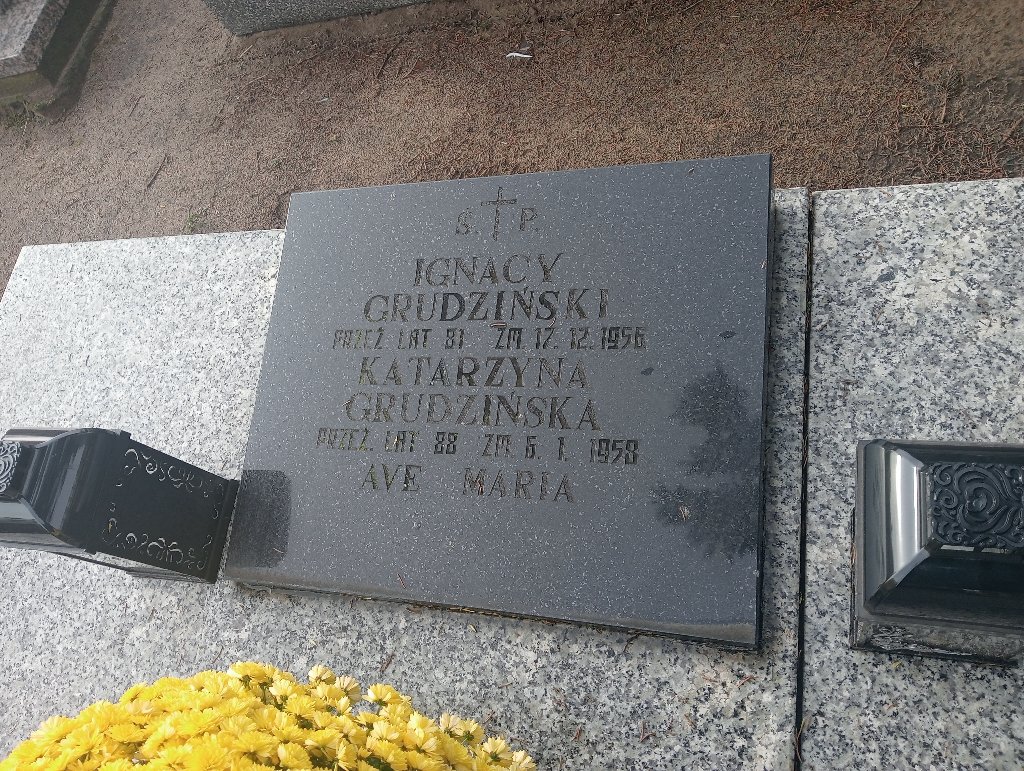 Ś. P.
IGNACY
GRUDZIŃSKI
PRZEŻ. LAT 81 ZM. 17. 12. 1956
KATARZYNA
GRUDZIŃSKA
PRZEŻ. LAT 88 ZM. 6. 1. 1958
AVE MARIA